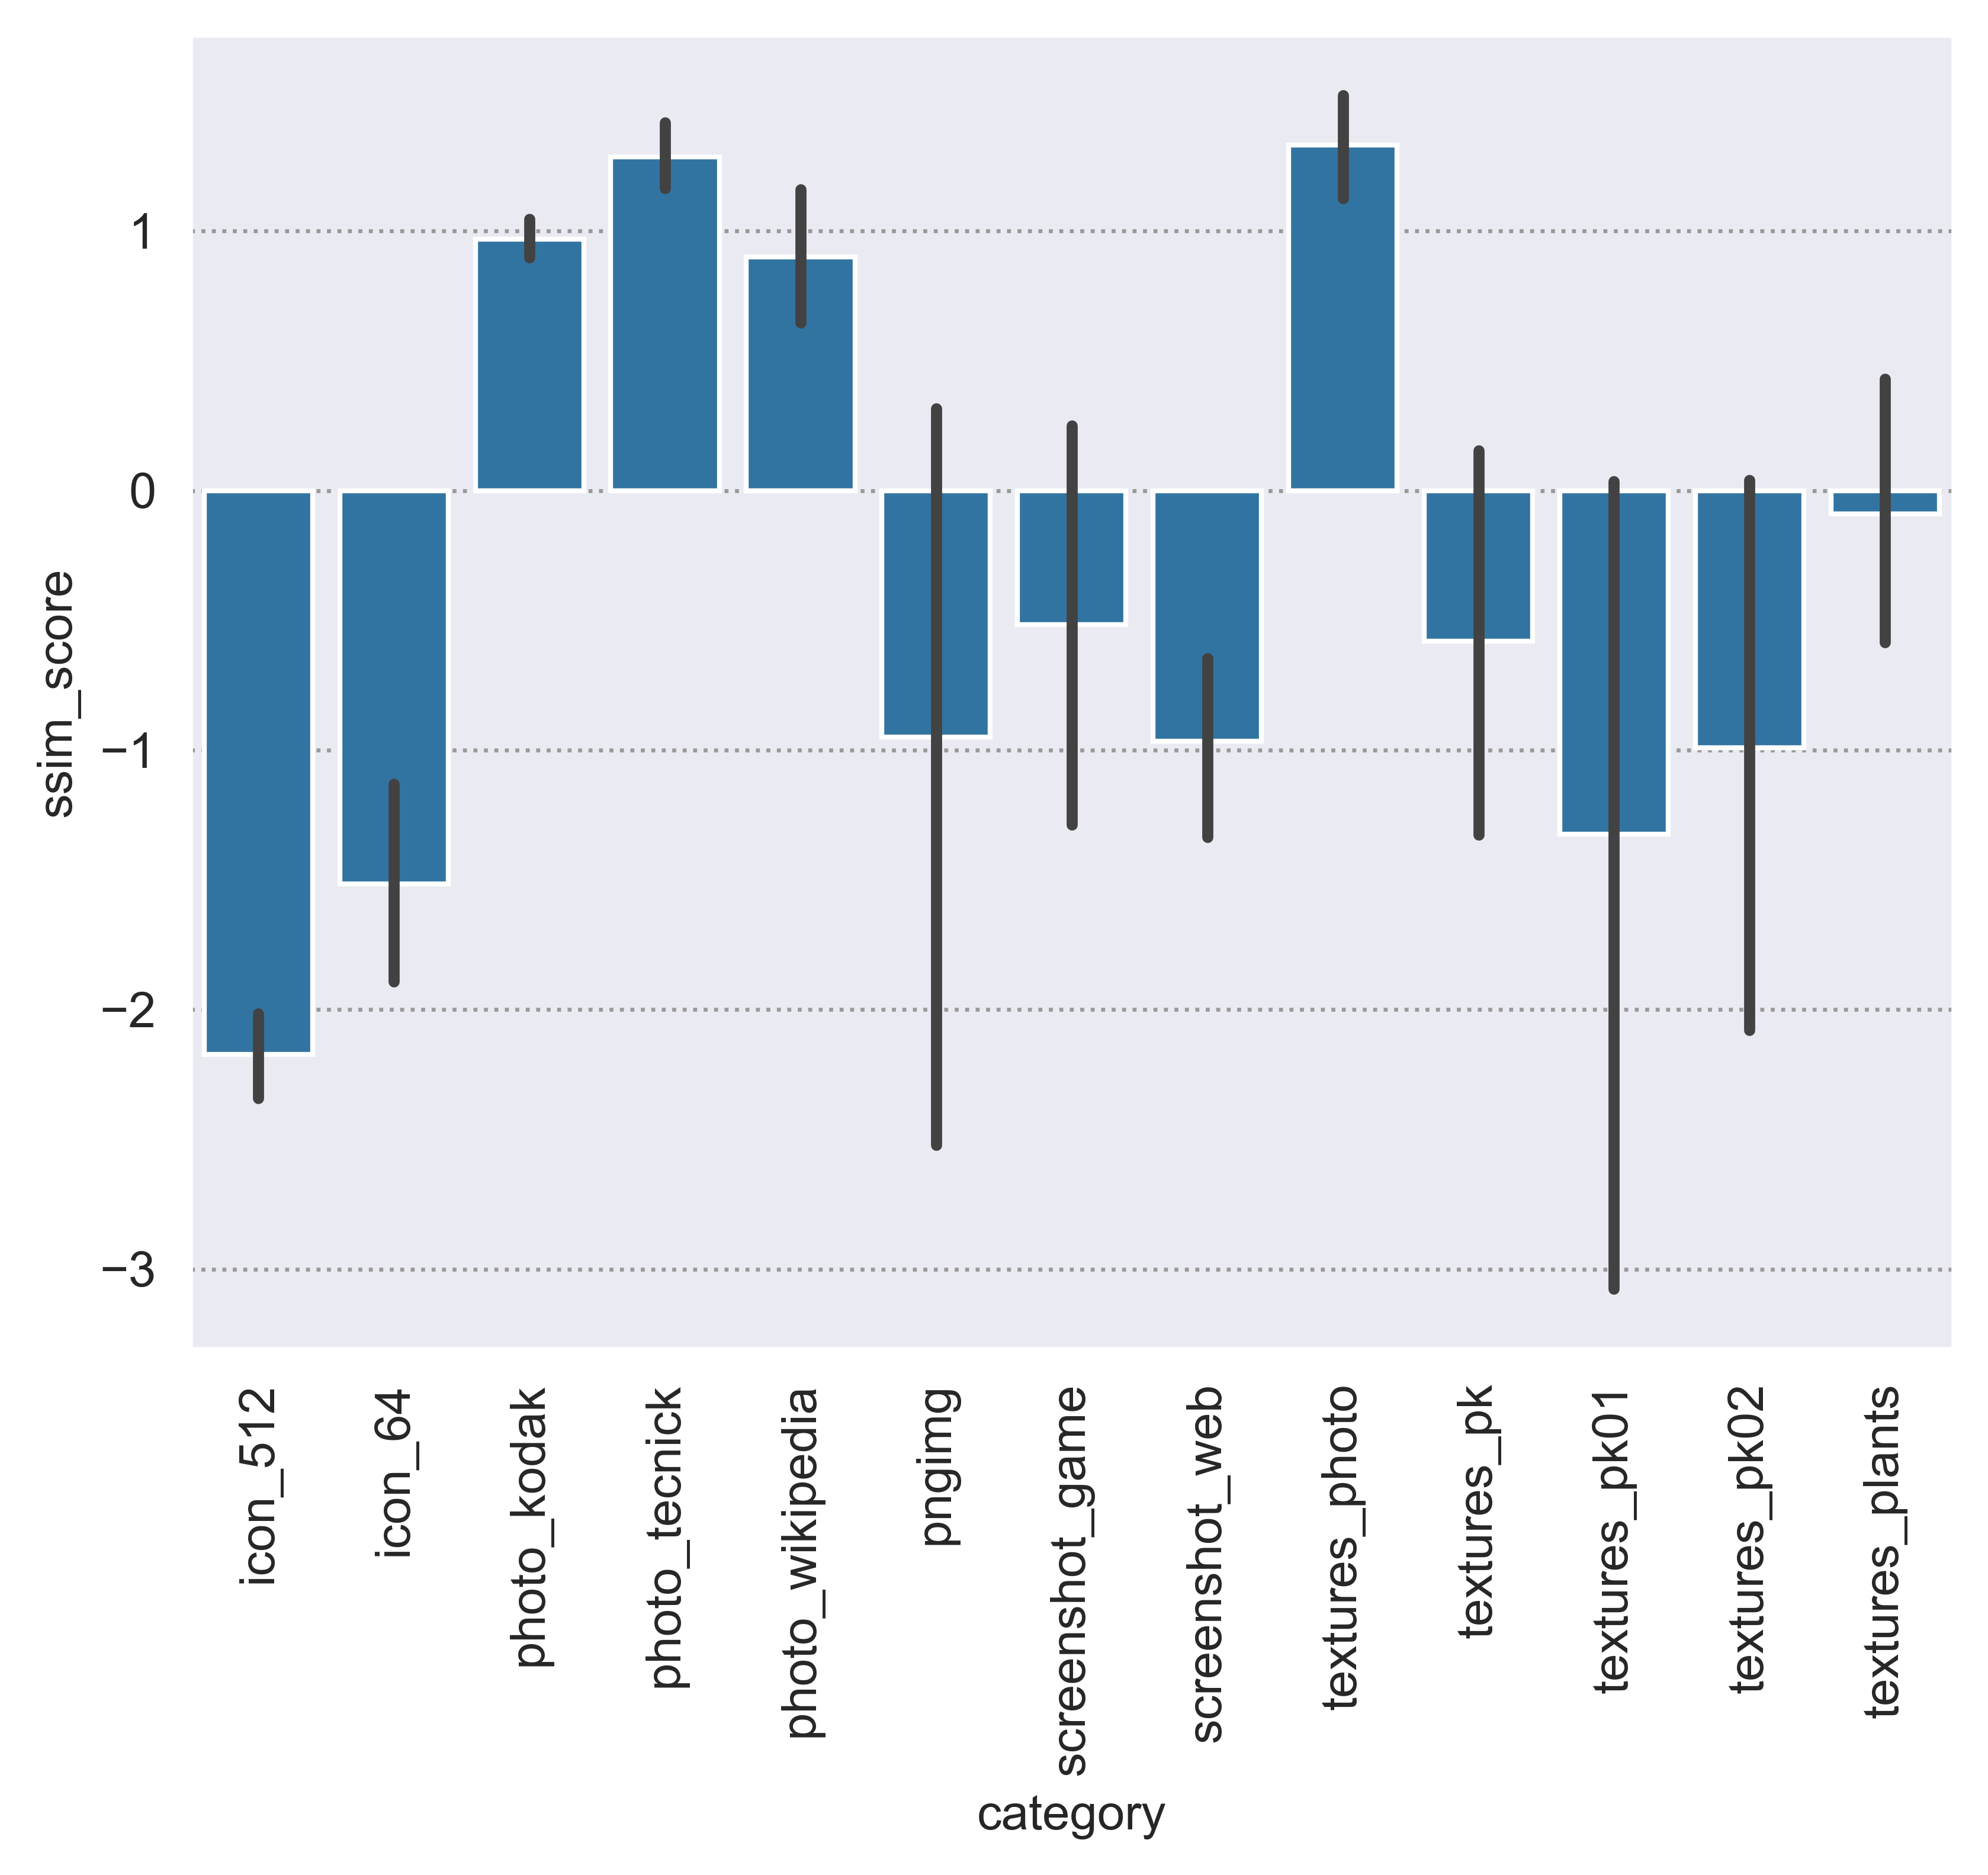 ssim_score
1
0
−1
−2
−3
icon_512
icon_64
photo_kodak
photo_tecnick
photo_wikipedia
pngimg
screenshot_game
screenshot_web
textures_photo
textures_pk
textures_pk01
textures_pk02
textures_plants
category